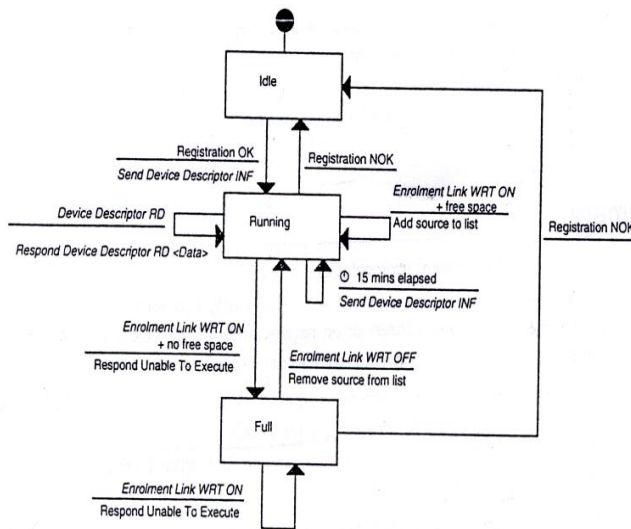 Idle
Registration OK
Send Device Descriptor INF
Registration NOK
Enrolment Link WRT ON
+ free space
Add source to list
Registration NOK
Device Descriptor RD
Respond Device Descriptor RD <Data>
Running
15 mins elapsed
Send Device Descriptor INF
Enrolment Link WRT ON
+ no free space
Respond Unable To Execute
Enrolment Link WRT OFF
Remove source from list
Full
Enrolment Link WRT ON
Respond Unable To Execute